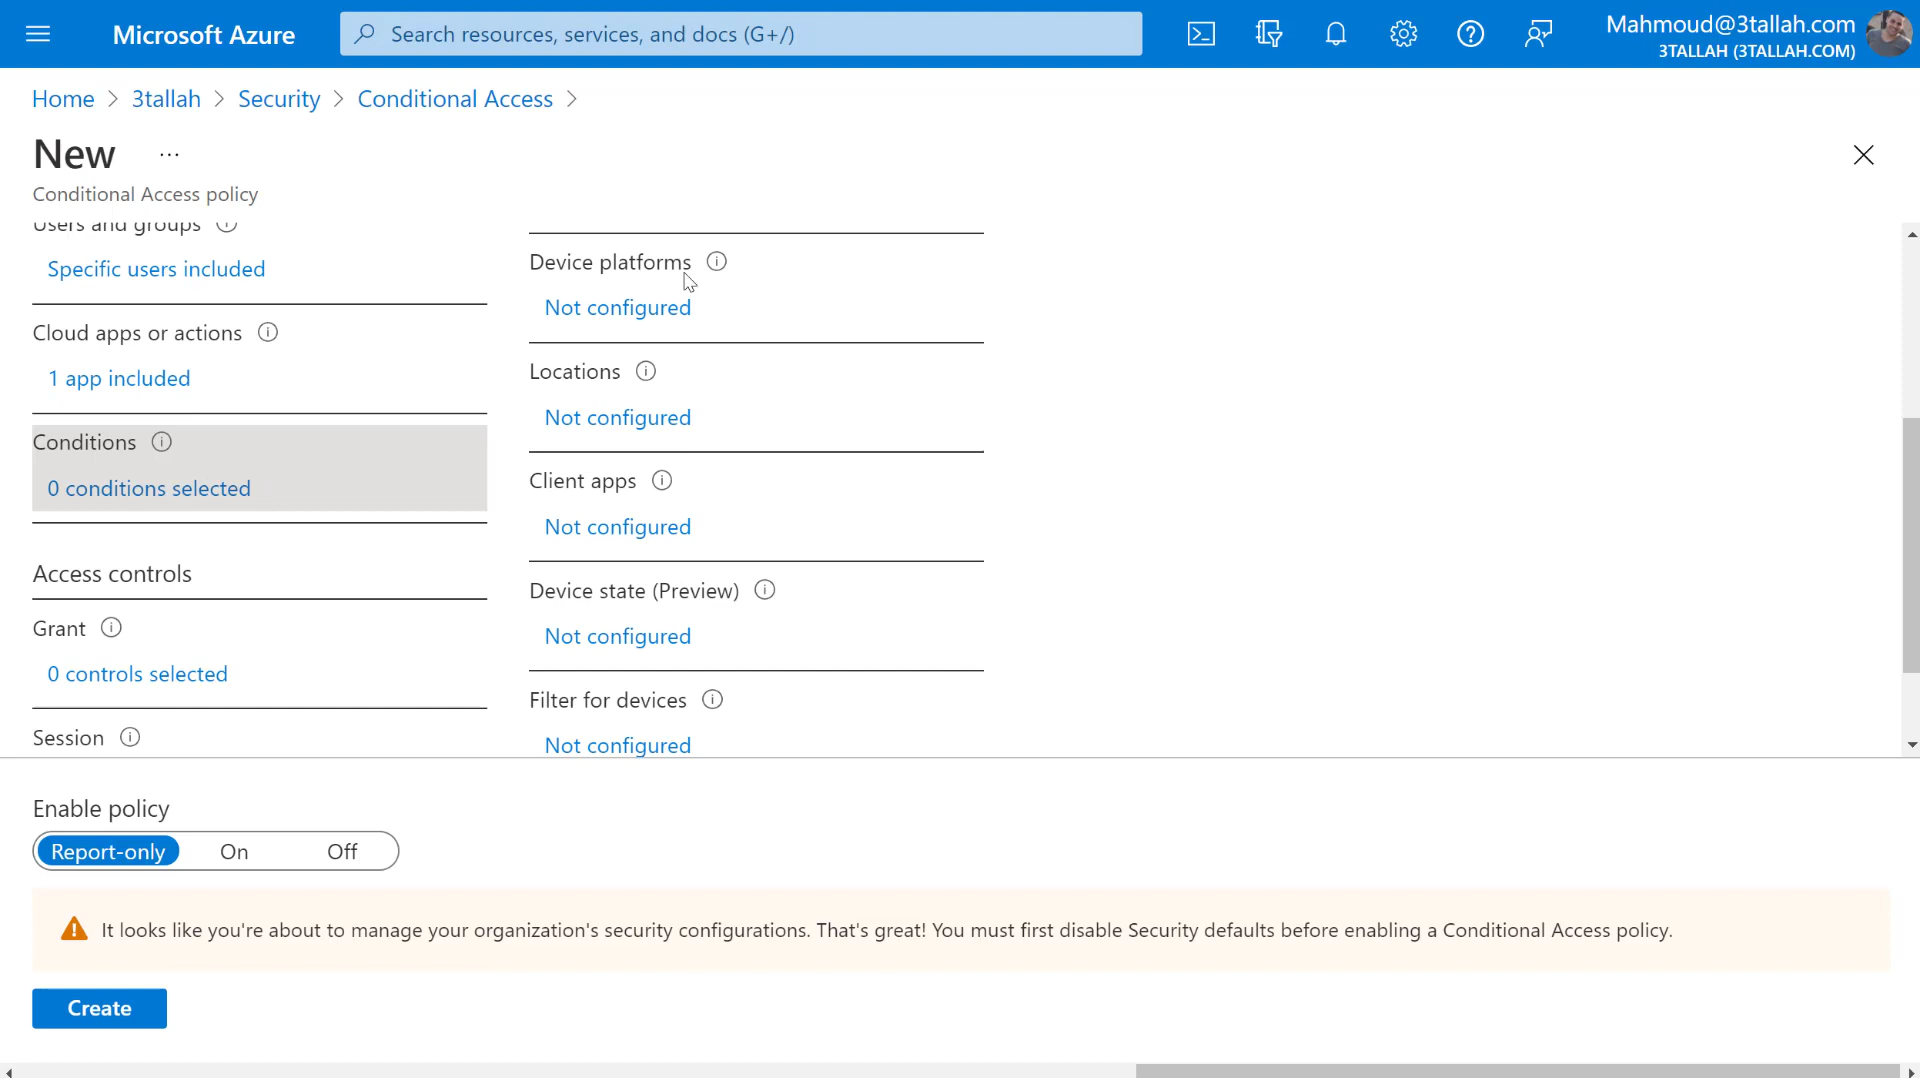 Microsoft Azure
Search resources, services, and docs (G+/)
Mahmoud@3tallah.com
3TALLAH (3TALLAH.COM)
Home > 3tallah > Security > Conditional Access >
New ...
Conditional Access policy
Users and groups
Specific users included
Cloud apps or actions
1 app included
Conditions
0 conditions selected
Access controls
Grant
0 controls selected
Session
Device platforms
Not configured
Locations
Not configured
Client apps
Not configured
Device state (Preview)
Not configured
Filter for devices
Not configured
Enable policy
Report-only On Off
It looks like you're about to manage your organization's security configurations. That's great! You must first disable Security defaults before enabling a Conditional Access policy.
Create